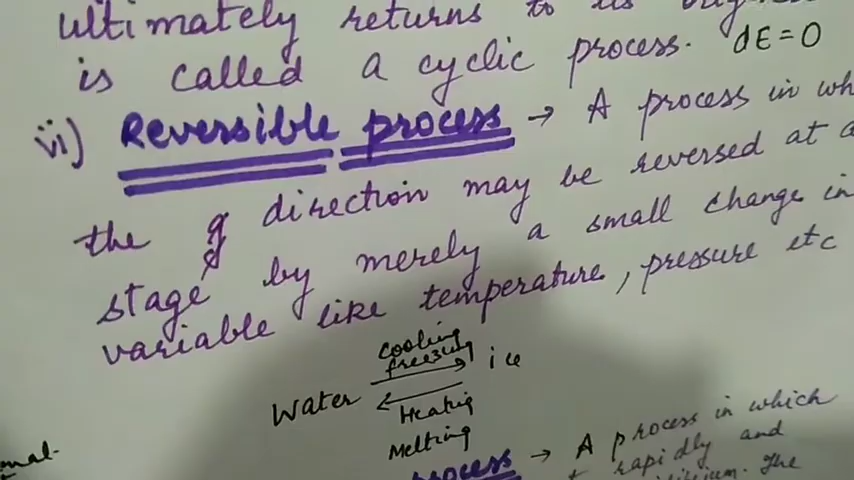 ultimately returns to its
is called a cyclic process. dE = 0
vi) Reversible process → A process in wh
the direction may be reversed at a
stage by merely a small change in
variable like temperature, pressure etc
cooling
freezing
Water ice
Heating
Melting
process → A process in which
rapidly and
The